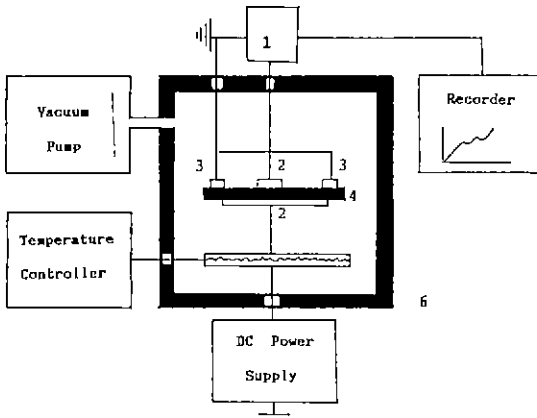 1
Vacuum
Pump
Recorder
3 2 3
4
2
Temperature
Controller
6
DC Power
Supply